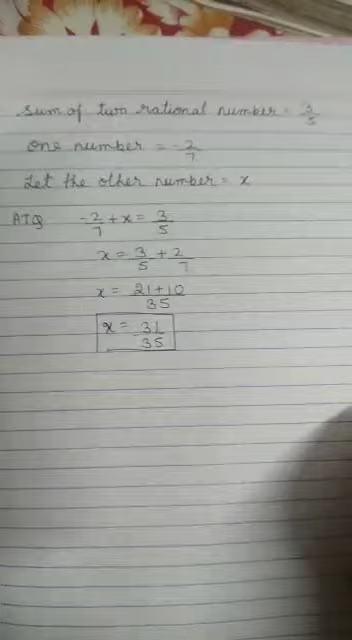 Sum of two rational number = 3/5
One number = -2/7
Let the other number = x
ATQ -2/7 + x = 3/5
x = 3/5 + 2/7
x = 21+10/35
x = 31/35